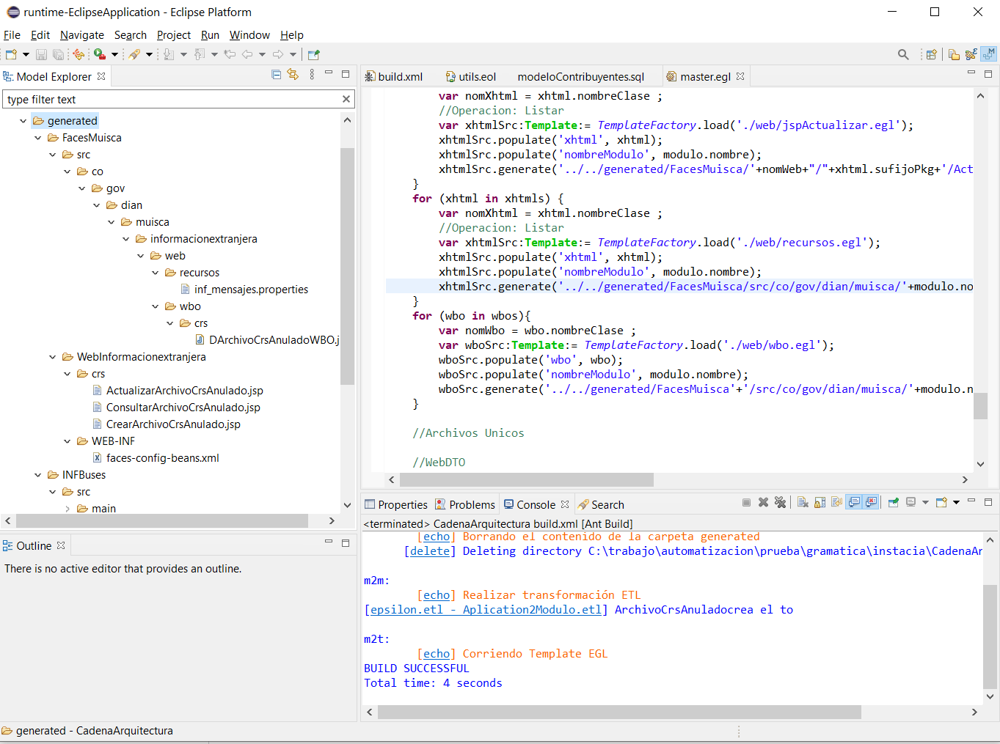 runtime-EclipseApplication - Eclipse Platform
File Edit Navigate Search Project Run Window Help
Model Explorer
type filter text
generated
FacesMuisca
src
co
gov
dian
muisca
informacionextranjera
web
recursos
inf_mensajes.properties
wbo
crs
DArchivoCrsAnuladoWBO.j
WebInformacionextranjera
crs
ActualizarArchivoCrsAnulado.jsp
ConsultarArchivoCrsAnulado.jsp
CrearArchivoCrsAnulado.jsp
WEB-INF
faces-config-beans.xml
INFBuses
src
main
Outline
There is no active editor that provides an outline.
build.xml utils.eol modeloContribuyentes.sql master.egl
var nomXhtml = xhtml.nombreClase ;
//Operacion: Listar
var xhtmlSrc:Template:= TemplateFactory.load('./web/jspActualizar.egl');
xhtmlSrc.populate('xhtml', xhtml);
xhtmlSrc.populate('nombreModulo', modulo.nombre);
xhtmlSrc.generate('../../generated/FacesMuisca/'+nomWeb+"/"+xhtml.sufijoPkg+'/Act
}
for (xhtml in xhtmls) {
var nomXhtml = xhtml.nombreClase ;
//Operacion: Listar
var xhtmlSrc:Template:= TemplateFactory.load('./web/recursos.egl');
xhtmlSrc.populate('xhtml', xhtml);
xhtmlSrc.populate('nombreModulo', modulo.nombre);
xhtmlSrc.generate('../../generated/FacesMuisca/src/co/gov/dian/muisca/'+modulo.no
}
for (wbo in wbos){
var nomWbo = wbo.nombreClase ;
var wboSrc:Template:= TemplateFactory.load('./web/wbo.egl');
wboSrc.populate('wbo', wbo);
wboSrc.populate('nombreModulo', modulo.nombre);
wboSrc.generate('../../generated/FacesMuisca'+'/src/co/gov/dian/muisca/'+modulo.n
}
//Archivos Unicos
//WebDTO
Properties Problems Console Search
<terminated> CadenaArquitectura build.xml [Ant Build]
[echo] Borrando el contenido de la carpeta generated
[delete] Deleting directory C:\trabajo\automatizacion\prueba\gramatica\instacia\CadenaAr
m2m:
[echo] Realizar transformación ETL
[epsilon.etl - Aplication2Modulo.etl] ArchivoCrsAnuladocrea el to
m2t:
[echo] Corriendo Template EGL
BUILD SUCCESSFUL
Total time: 4 seconds
generated - CadenaArquitectura